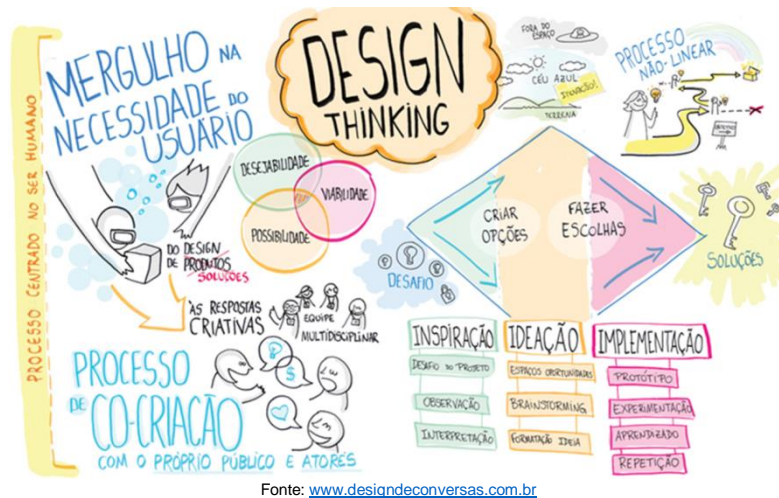 PROCESSO CENTRADO NO SER HUMANO
MERGULHO NA
NECESSIDADE DO
USUÁRIO
DESIGN
THINKING
FORA DO
ESPAÇO
CÉU AZUL
INOVAÇÃO!
TERRENA
PROCESSO
NÃO-LINEAR
DESEJABILIDADE
VIABILIDADE
POSSIBILIDADE
DO DESIGN
DE PRODUTOS
SOLUÇÕES
ÀS RESPOSTAS
CRIATIVAS
EQUIPE
MULTIDISCIPLINAR
PROCESSO
DE CO-CRIAÇÃO
COM O PRÓPRIO PÚBLICO E ATORES
DESAFIO
CRIAR
OPÇÕES
FAZER
ESCOLHAS
SOLUÇÕES
INSPIRAÇÃO
DESAFIO DO PROJETO
OBSERVAÇÃO
INTERPRETAÇÃO
IDEAÇÃO
ESPAÇOS OPORTUNIDADES
BRAINSTORMING
FORMATAÇÃO IDEIA
IMPLEMENTAÇÃO
PROTÓTIPO
EXPERIMENTAÇÃO
APRENDIZADO
REPETIÇÃO
Fonte: www.designdeconversas.com.br